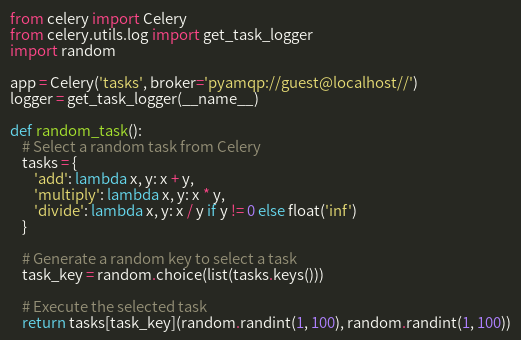 from celery import Celery
from celery.utils.log import get_task_logger
import random

app = Celery('tasks', broker='pyamqp://guest@localhost//')
logger = get_task_logger(__name__)

def random_task():
    # Select a random task from Celery
    tasks = {
        'add': lambda x, y: x + y,
        'multiply': lambda x, y: x * y,
        'divide': lambda x, y: x / y if y != 0 else float('inf')
    }

    # Generate a random key to select a task
    task_key = random.choice(list(tasks.keys()))

    # Execute the selected task
    return tasks[task_key](random.randint(1, 100), random.randint(1, 100))